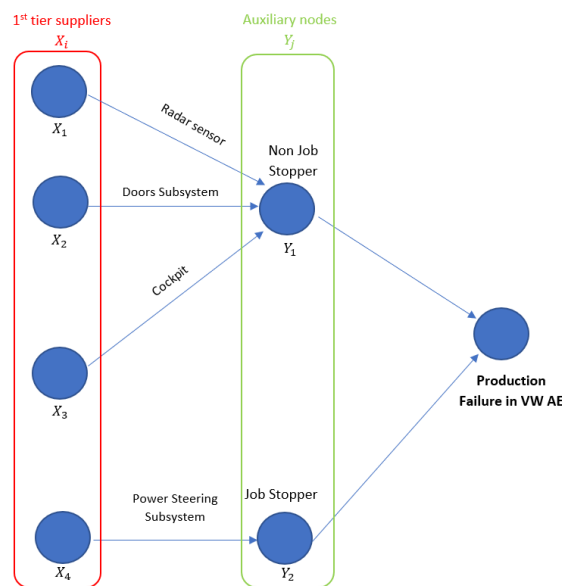 1st tier suppliers
Xi
Auxiliary nodes
Yj
X1
Radar sensor
Non Job
Stopper
Doors Subsystem
X2
Y1
Cockpit
X3
Production
Failure in VW AE
Power Steering
Subsystem
Job Stopper
X4
Y2